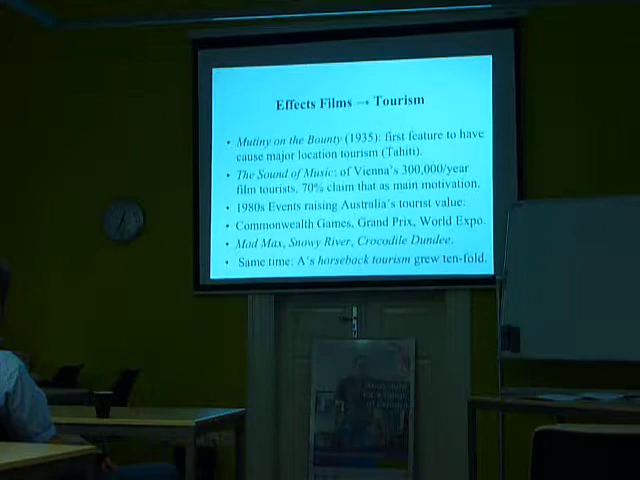 Effects Films → Tourism
• Mutiny on the Bounty (1935): first feature to have
cause major location tourism (Tahiti).
• The Sound of Music: of Vienna's 300,000/year
film tourists, 70% claim that as main motivation.
• 1980s Events raising Australia's tourist value:
• Commonwealth Games, Grand Prix, World Expo.
• Mad Max, Snowy River, Crocodile Dundee.
• Same time: A's horseback tourism grew ten-fold.